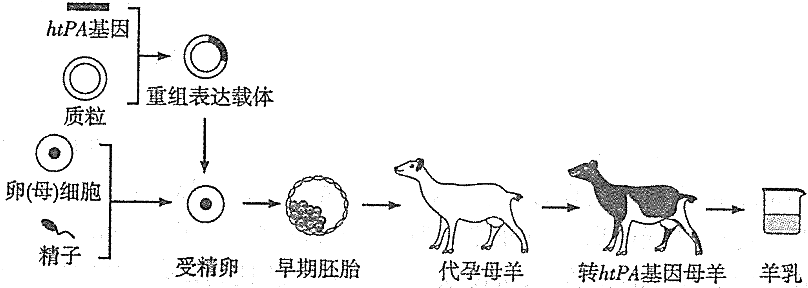 htPA基因
质粒
重组表达载体
卵(母)细胞
精子
受精卵
早期胚胎
代孕母羊
转htPA基因母羊
羊乳